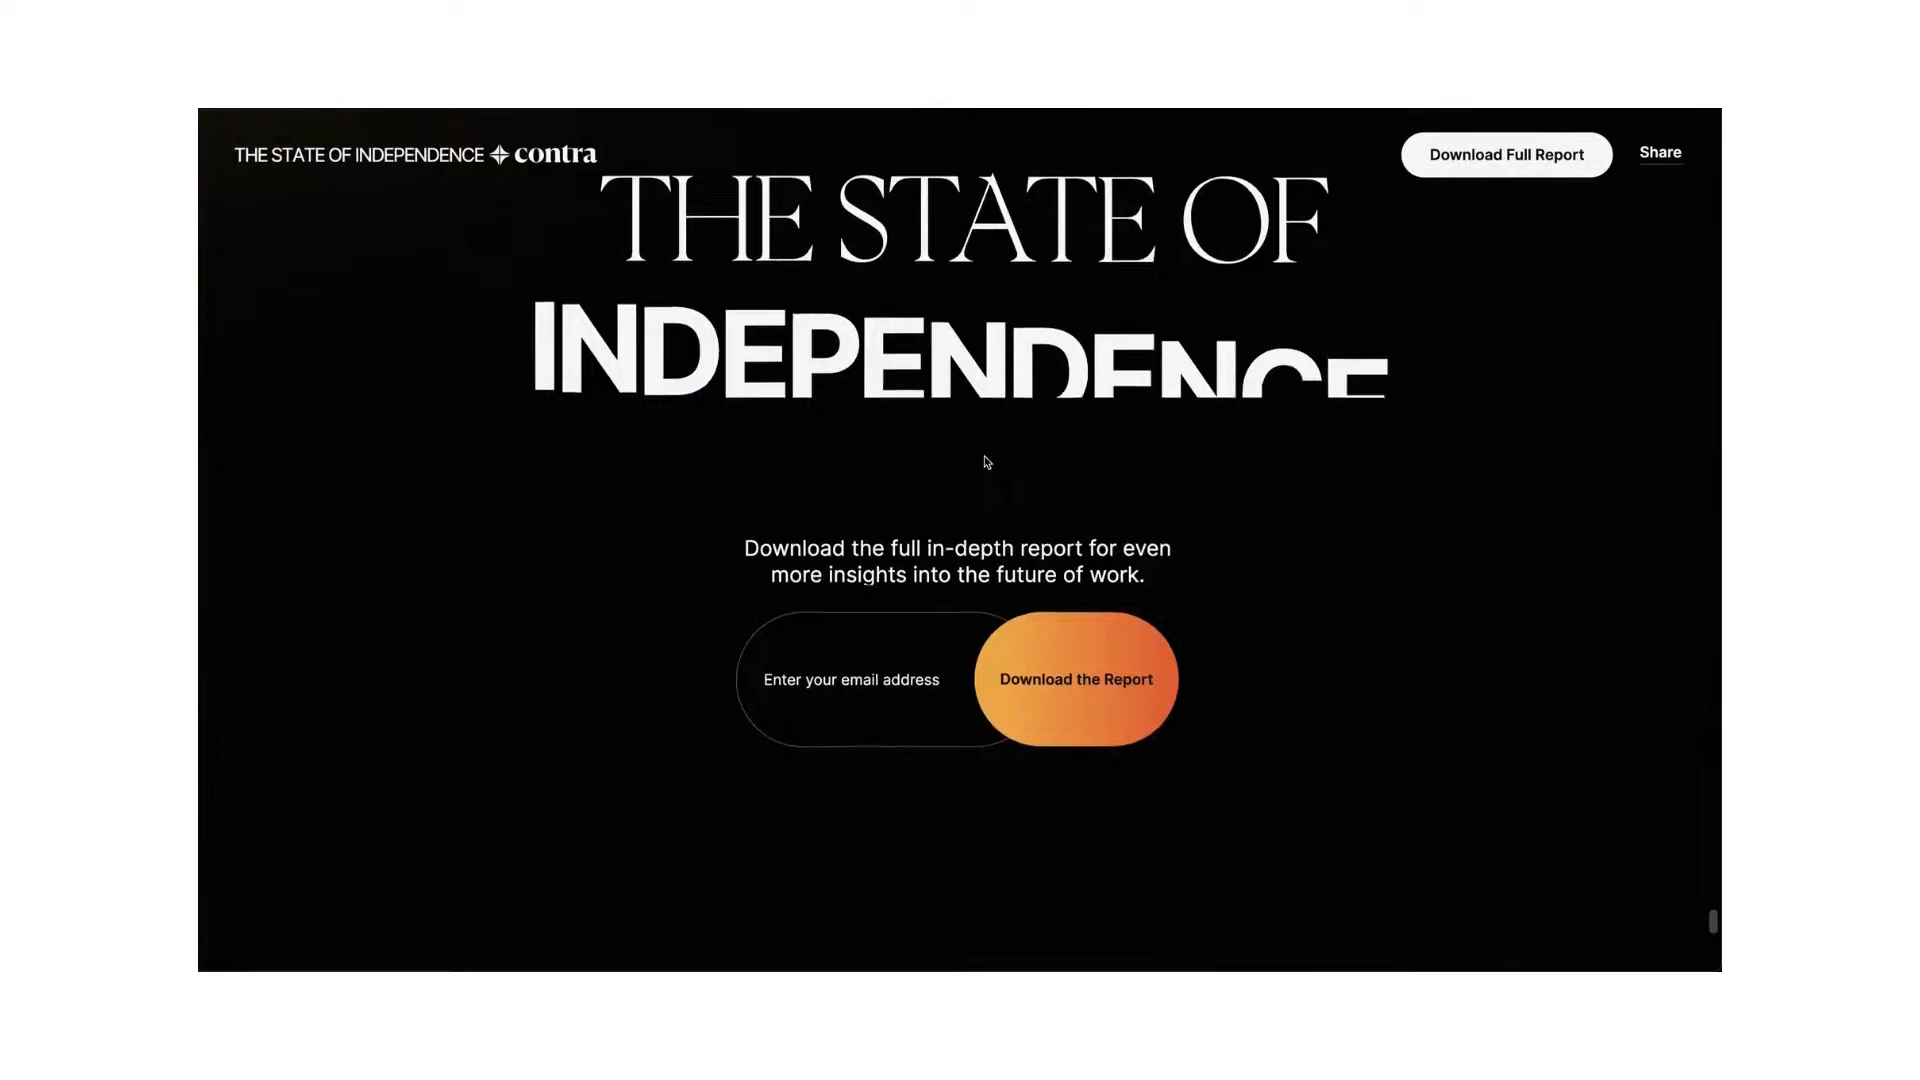 THE STATE OF INDEPENDENCE contra
Download Full Report
Share
THE STATE OF
INDEPENDENCE
Download the full in-depth report for even
more insights into the future of work.
Enter your email address
Download the Report